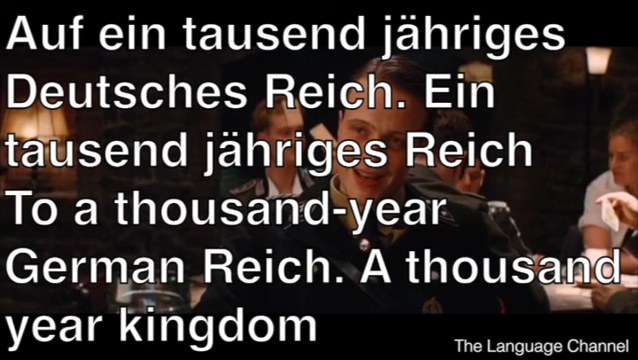 Auf ein tausend jähriges
Deutsches Reich. Ein
tausend jähriges Reich
To a thousand-year
German Reich. A thousand
year kingdom
The Language Channel